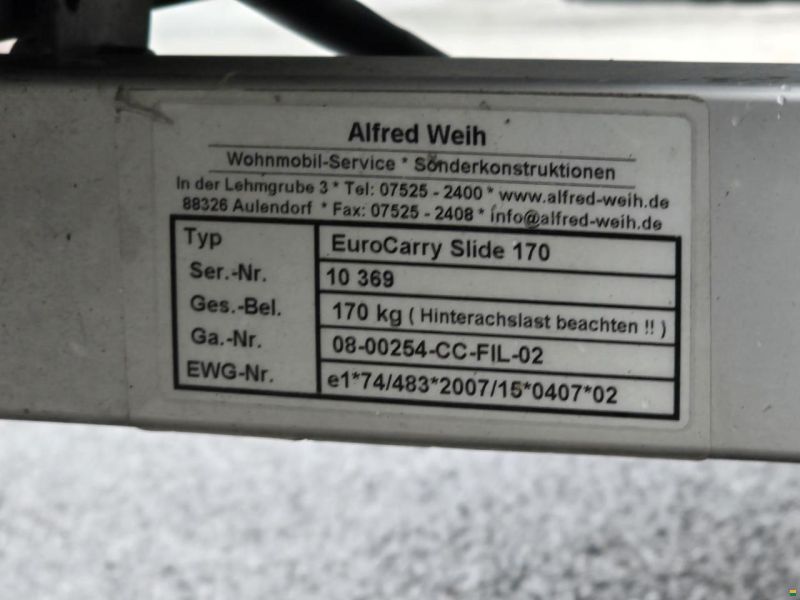 Alfred Weih
Wohnmobil-Service * Sonderkonstruktionen
In der Lehmgrube 3 * Tel: 07525 - 2400 * www.alfred-weih.de
88326 Aulendorf * Fax: 07525 - 2408 * info@alfred-weih.de
Typ EuroCarry Slide 170
Ser.-Nr. 10 369
Ges.-Bel. 170 kg ( Hinterachslast beachten !! )
Ga.-Nr. 08-00254-CC-FIL-02
EWG-Nr. e1*74/483*2007/15*0407*02